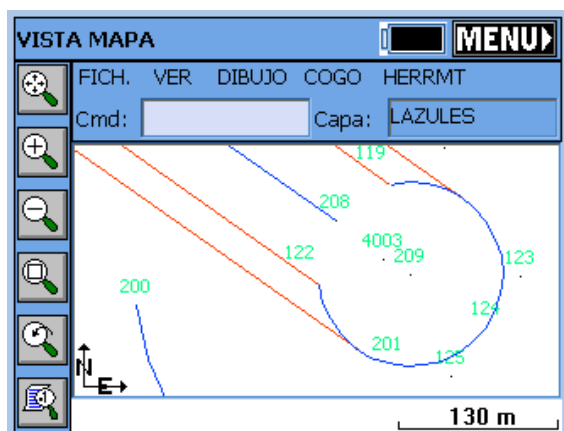 VISTA MAPA MENU
FICH. VER DIBUJO COGO HERRMT
Cmd: Capa: LAZULES
119
208
4003
209
122
123
200
124
201
125
N
E
130 m